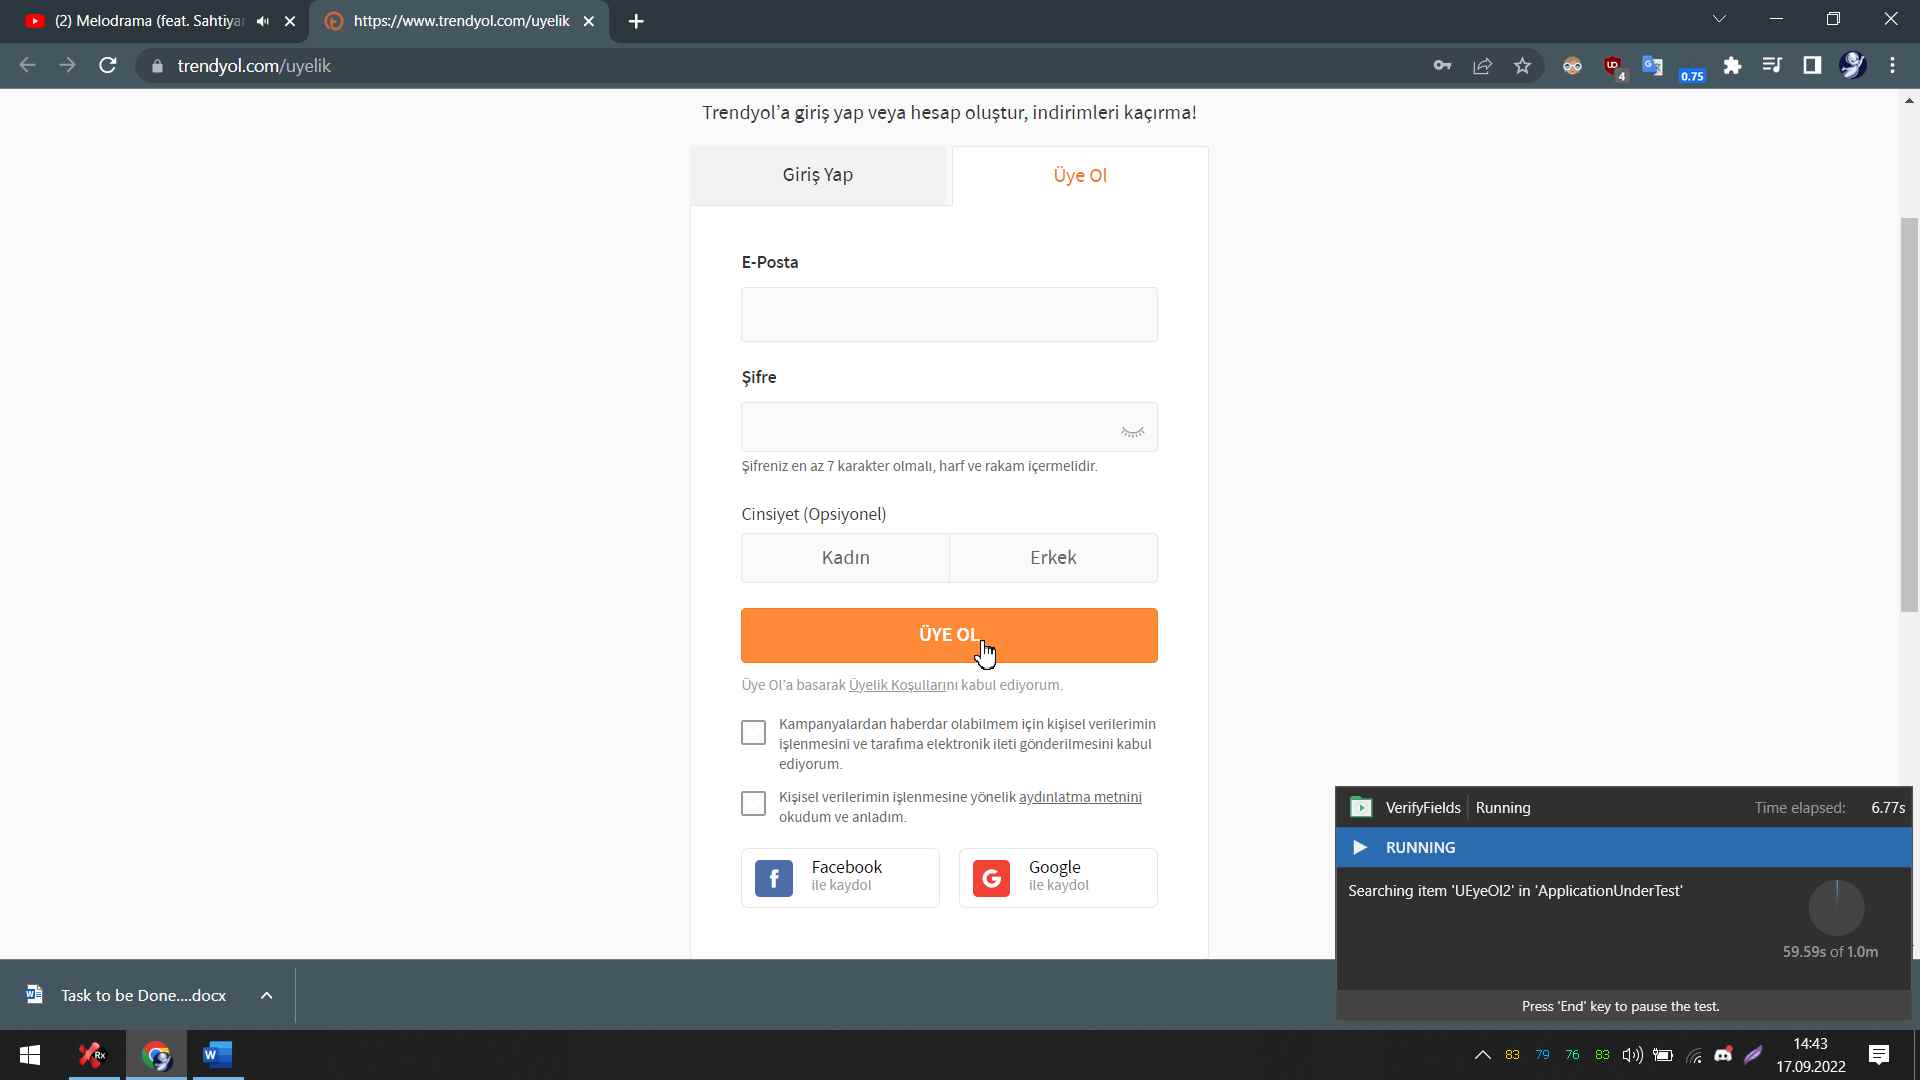 (2) Melodrama (feat. Sahtiya
https://www.trendyol.com/uyelik
trendyol.com/uyelik
4
0.75
Trendyol'a giriş yap veya hesap oluştur, indirimleri kaçırma!
Giriş Yap
Üye Ol
E-Posta
Şifre
Şifreniz en az 7 karakter olmalı, harf ve rakam içermelidir.
Cinsiyet (Opsiyonel)
Kadın
Erkek
ÜYE OL
Üye Ol'a basarak Üyelik Koşullarını kabul ediyorum.
Kampanyalardan haberdar olabilmem için kişisel verilerimin
işlenmesini ve tarafıma elektronik ileti gönderilmesini kabul
ediyorum.
Kişisel verilerimin işlenmesine yönelik aydınlatma metnini
okudum ve anladım.
Facebook
ile kaydol
Google
ile kaydol
VerifyFields
Running
Time elapsed: 6.77s
RUNNING
Searching item 'UEyeOl2' in 'ApplicationUnderTest'
59.59s of 1.0m
Press 'End' key to pause the test.
Task to be Done....docx
Rx
83 79 76 83
14:43
17.09.2022